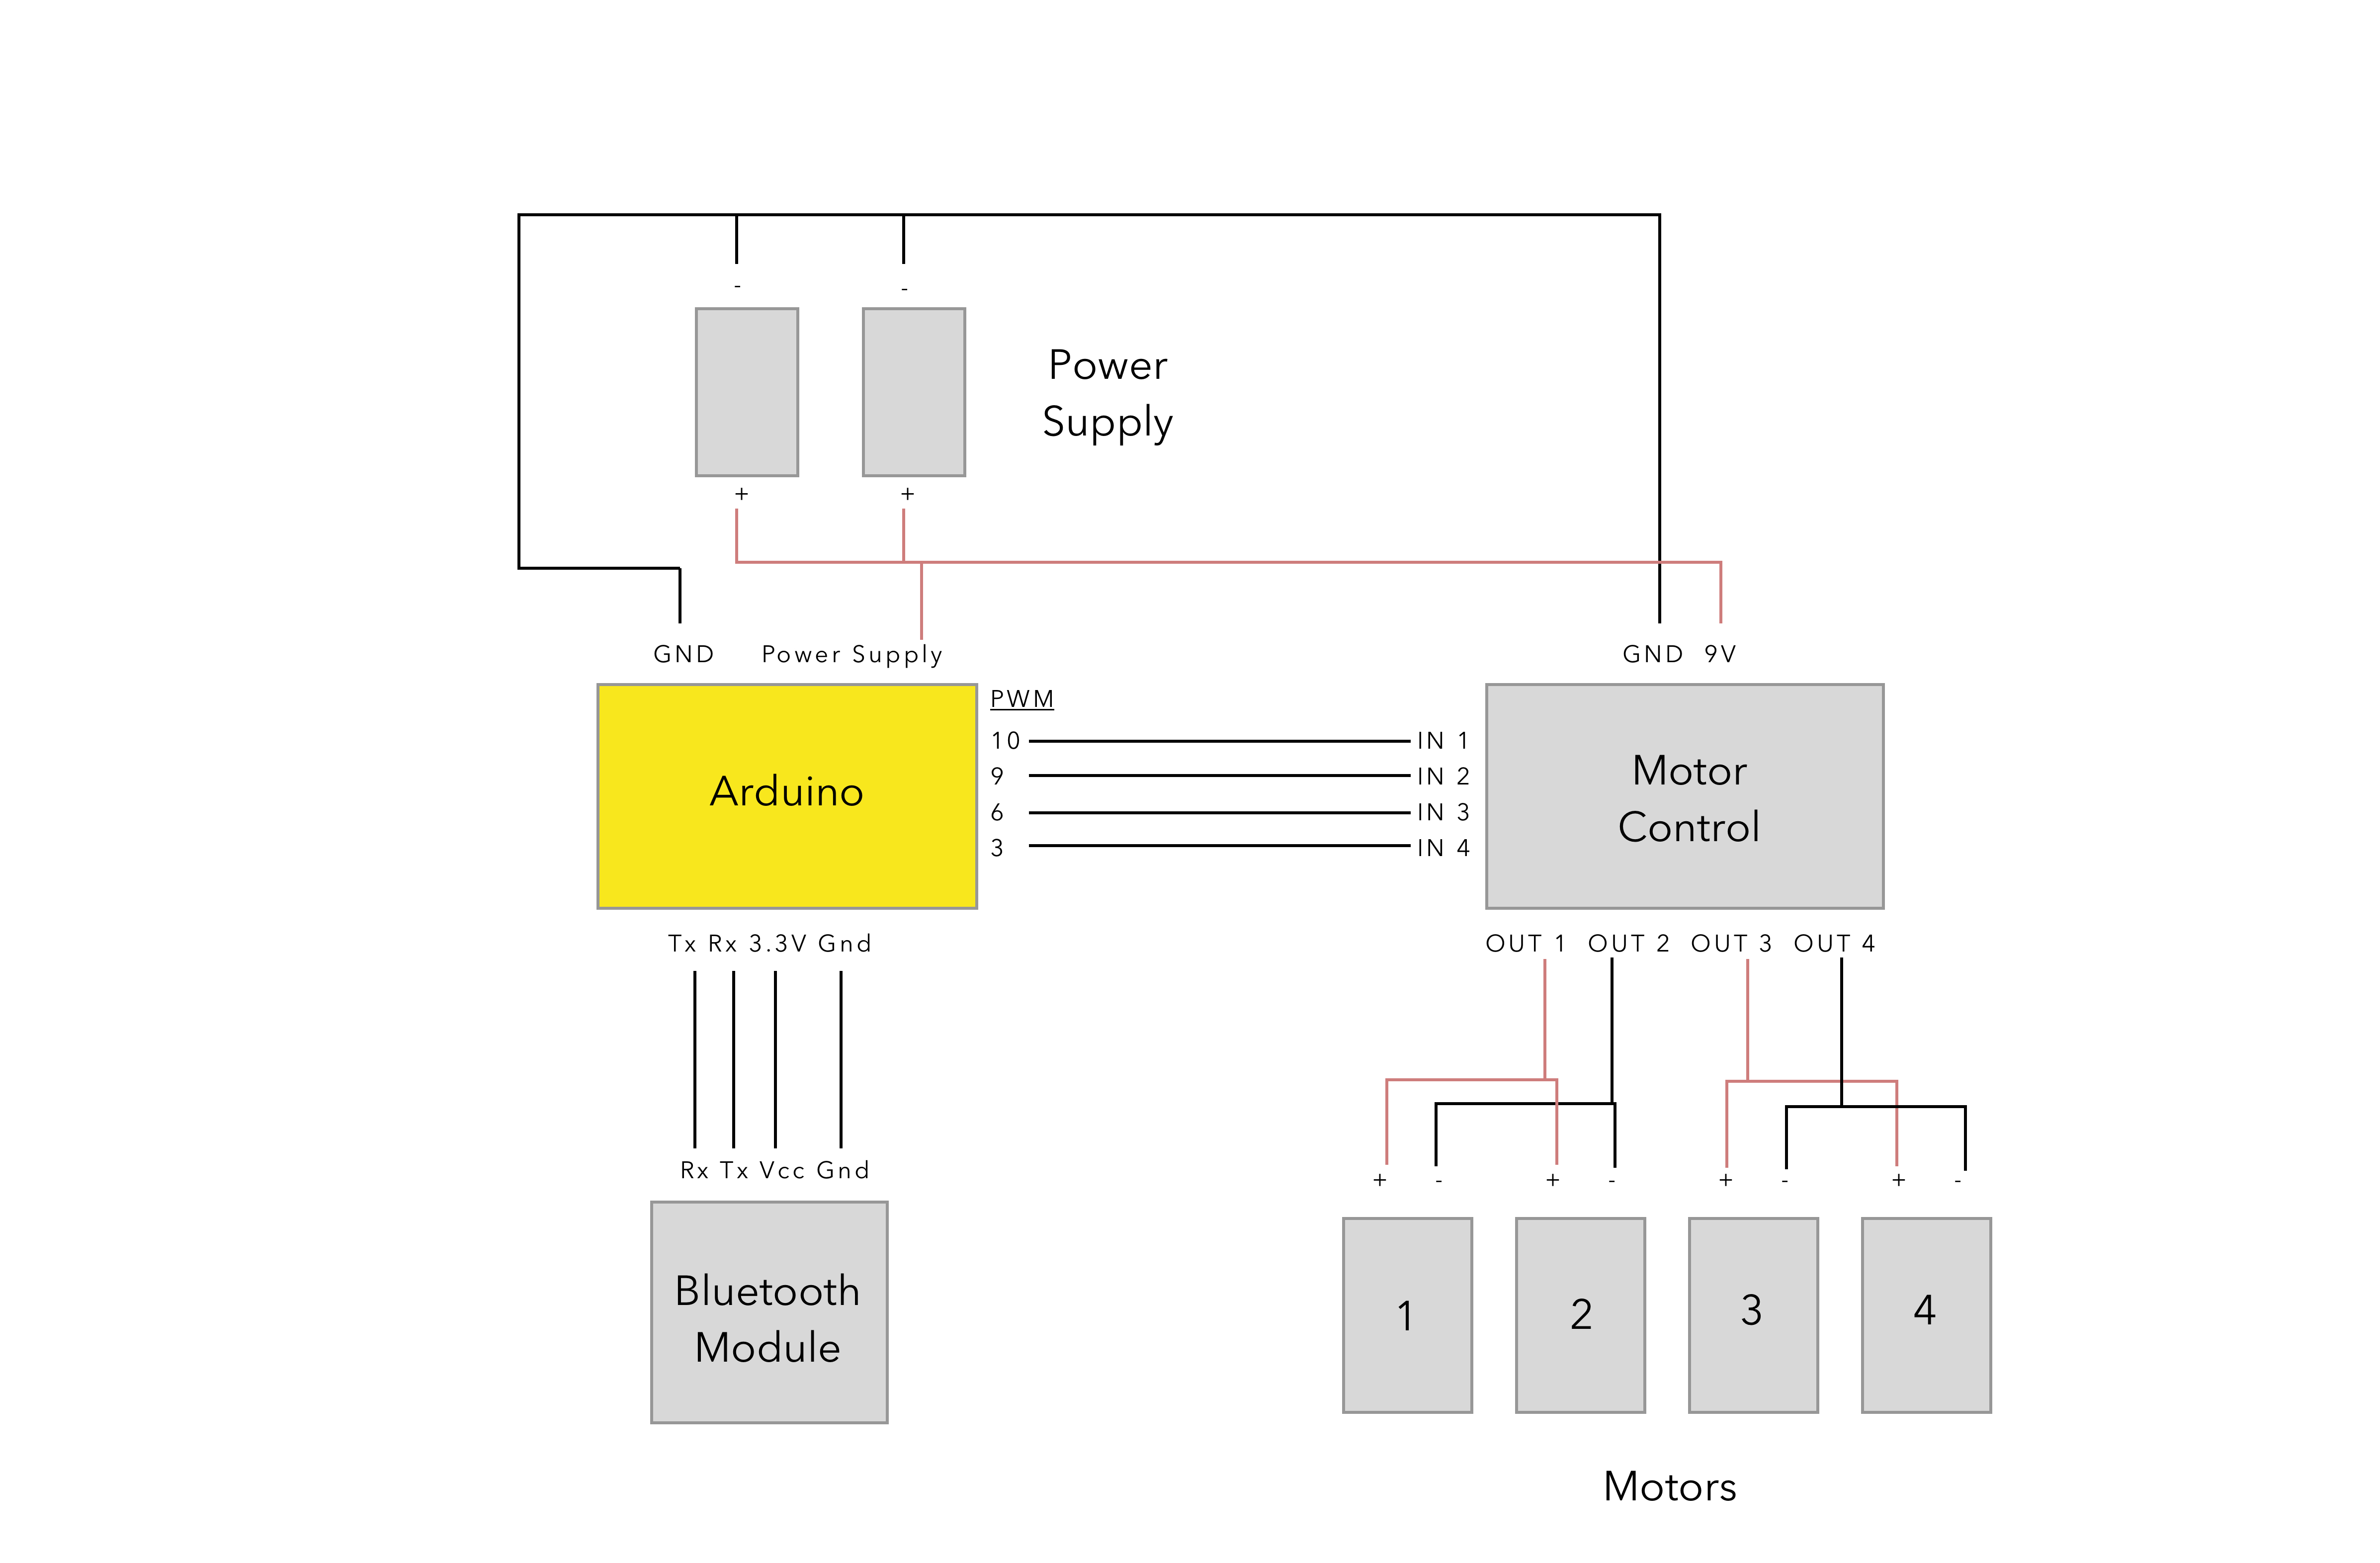 - -
Power
Supply
+ +
GND Power Supply
GND 9V
PWM
10 IN 1
9 IN 2
6 IN 3
3 IN 4
Arduino
Motor
Control
Tx Rx 3.3V Gnd
OUT 1 OUT 2 OUT 3 OUT 4
Rx Tx Vcc Gnd
+ - + - + - + -
Bluetooth
Module
1 2 3 4
Motors